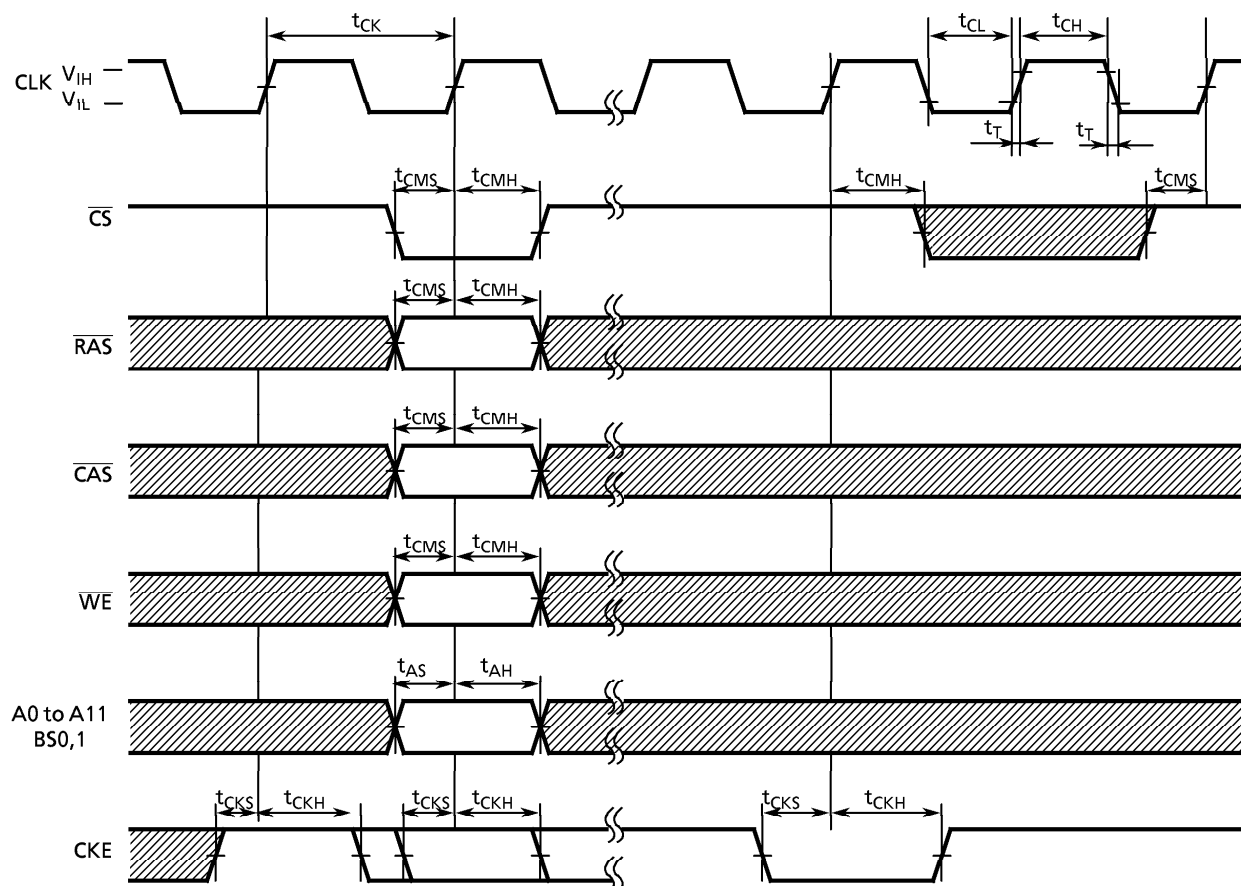 tCK tCL tCH
CLK VIH
VIL
tT tT
tCMS tCMH tCMH tCMS
CS
tCMS tCMH
RAS
tCMS tCMH
CAS
tCMS tCMH
WE
tAS tAH
A0 to A11
BS0,1
tCKS tCKH tCKS tCKH tCKS tCKH
CKE